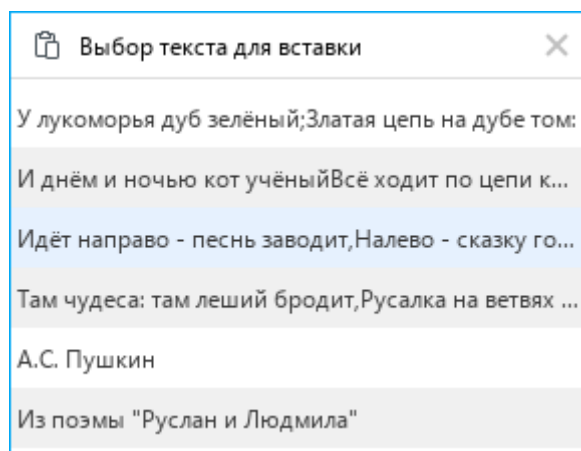 Выбор текста для вставки
У лукоморья дуб зелёный;Златая цепь на дубе том:
И днём и ночью кот учёныйВсё ходит по цепи к...
Идёт направо - песнь заводит,Налево - сказку го...
Там чудеса: там леший бродит,Русалка на ветвях ...
А.С. Пушкин
Из поэмы "Руслан и Людмила"